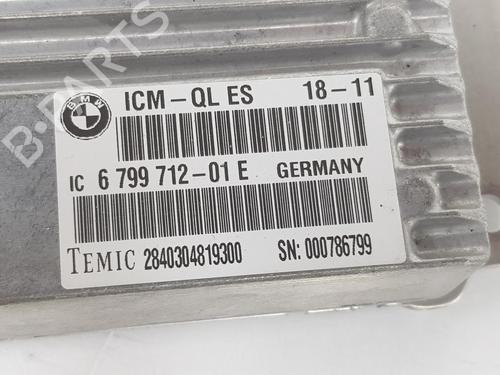 B-PARTS
BMW
ICM-QL ES 18-11
IC 6 799 712-01 E GERMANY
TEMIC 2840304819300 SN: 000786799